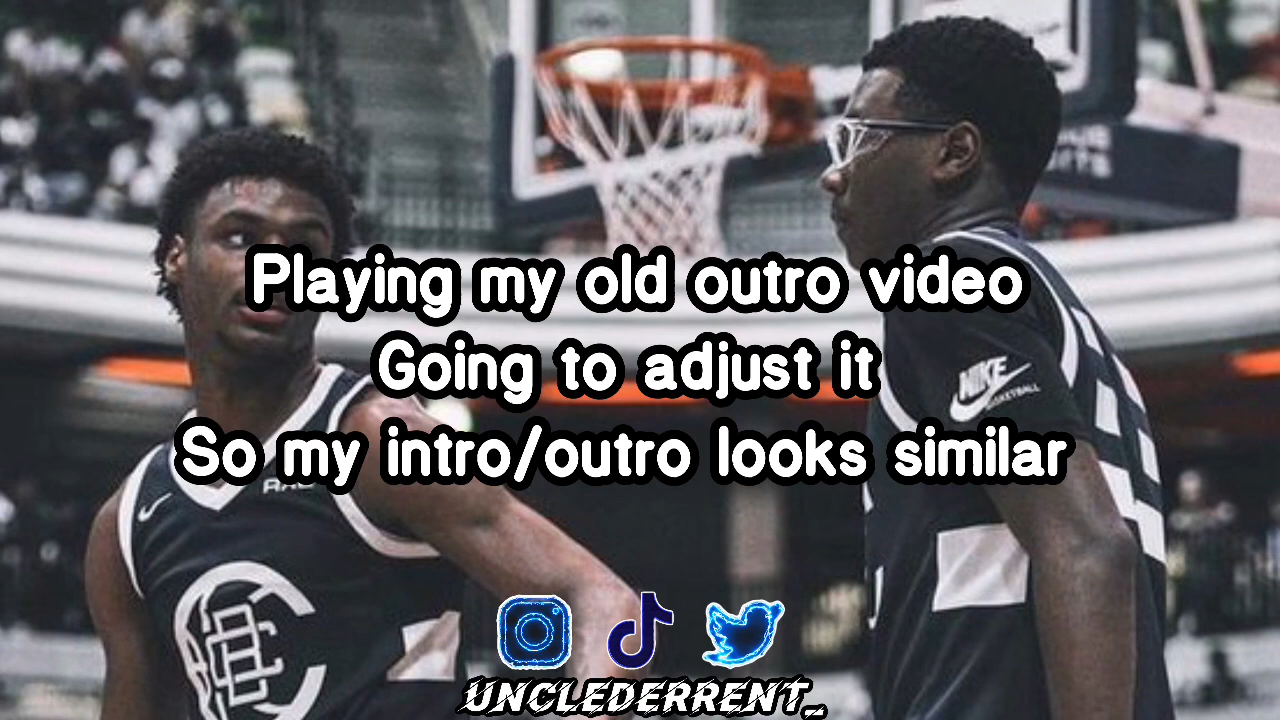 NIKE
BASKETBALL
Playing my old outro video
Going to adjust it
So my intro/outro looks similar
UNCLEDERRENT_